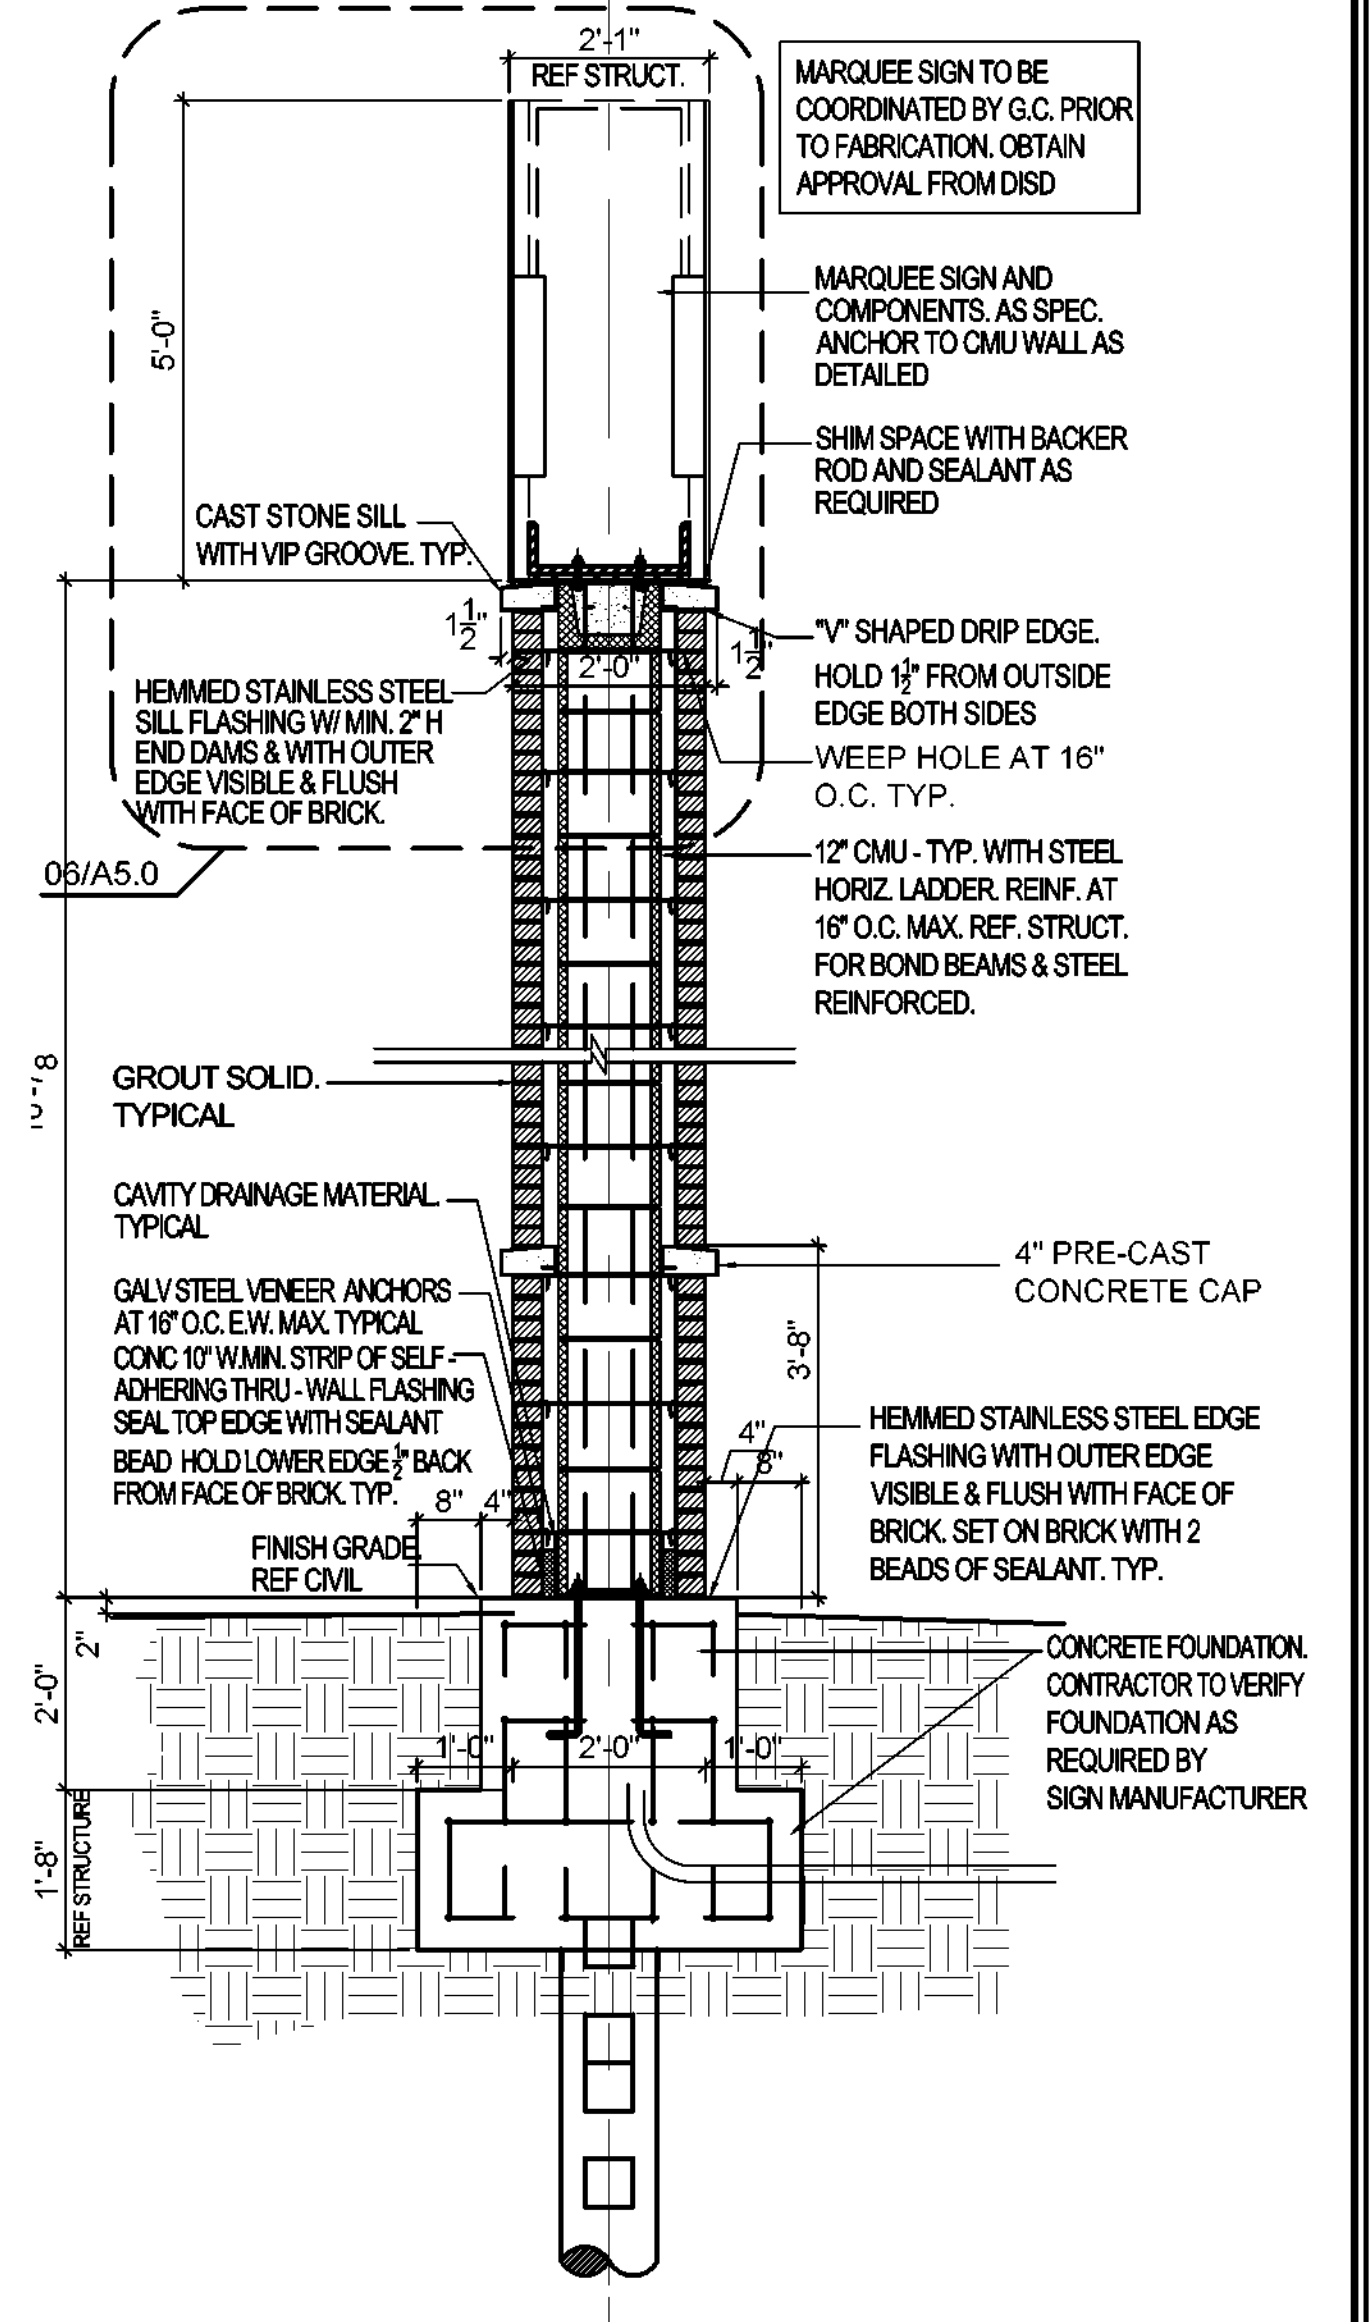 2'-1"
REF STRUCT.
MARQUEE SIGN TO BE
COORDINATED BY G.C. PRIOR
TO FABRICATION. OBTAIN
APPROVAL FROM DISD
5'-0"
MARQUEE SIGN AND
COMPONENTS. AS SPEC.
ANCHOR TO CMU WALL AS
DETAILED
SHIM SPACE WITH BACKER
ROD AND SEALANT AS
REQUIRED
CAST STONE SILL
WITH VIP GROOVE. TYP.
1 1/2"
2'-0"
1 1/2"
"V" SHAPED DRIP EDGE.
HOLD 1 1/2" FROM OUTSIDE
EDGE BOTH SIDES
HEMMED STAINLESS STEEL
SILL FLASHING W/ MIN. 2" H
END DAMS & WITH OUTER
EDGE VISIBLE & FLUSH
WITH FACE OF BRICK.
WEEP HOLE AT 16"
O.C. TYP.
06/A5.0
12" CMU - TYP. WITH STEEL
HORIZ. LADDER. REINF. AT
16" O.C. MAX. REF. STRUCT.
FOR BOND BEAMS & STEEL
REINFORCED.
GROUT SOLID.
TYPICAL
CAVITY DRAINAGE MATERIAL.
TYPICAL
GALV STEEL VENEER ANCHORS
AT 16" O.C. E.W. MAX. TYPICAL
CONC 10" W.MIN. STRIP OF SELF -
ADHERING THRU - WALL FLASHING
SEAL TOP EDGE WITH SEALANT
BEAD HOLD LOWER EDGE 1/2" BACK
FROM FACE OF BRICK. TYP.
4" PRE-CAST
CONCRETE CAP
3'-8"
4"
8"
HEMMED STAINLESS STEEL EDGE
FLASHING WITH OUTER EDGE
VISIBLE & FLUSH WITH FACE OF
BRICK. SET ON BRICK WITH 2
BEADS OF SEALANT. TYP.
8"
4"
FINISH GRADE.
REF CIVIL
2"
2'-0"
1'-0"
2'-0"
1'-0"
CONCRETE FOUNDATION.
CONTRACTOR TO VERIFY
FOUNDATION AS
REQUIRED BY
SIGN MANUFACTURER
1'-8"
REF STRUCTURE